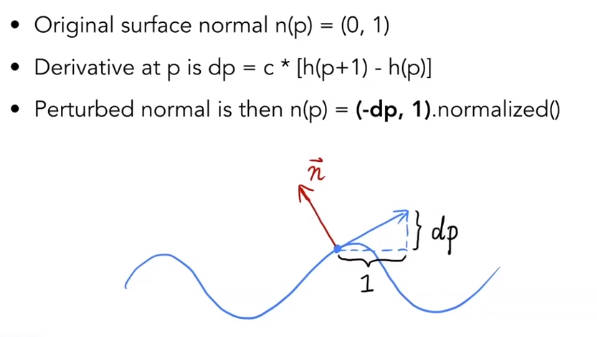 • Original surface normal n(p) = (0, 1)
• Derivative at p is dp = c * [h(p+1) - h(p)]
• Perturbed normal is then n(p) = (-dp, 1).normalized()
n⃗
dp
1